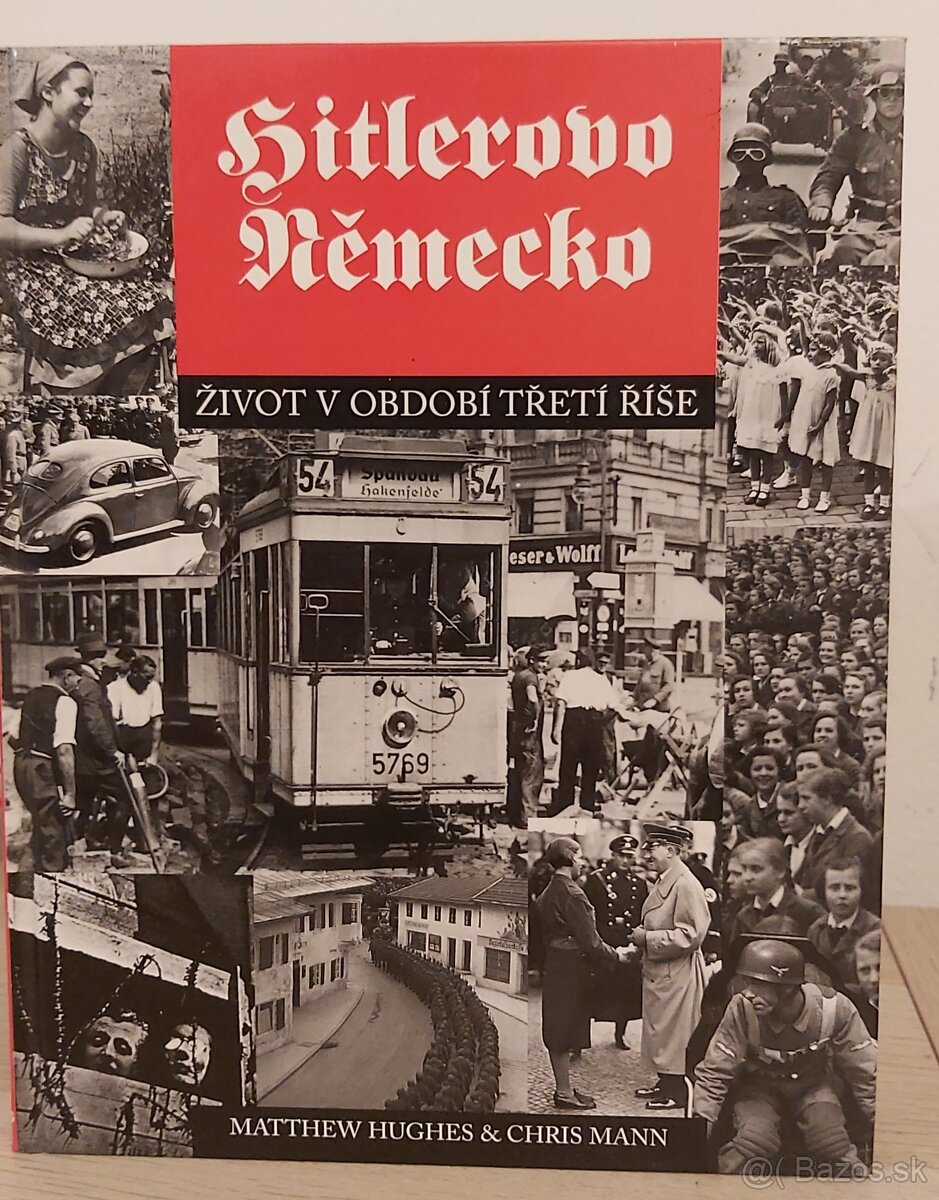 Hitlerovo
Německo
ŽIVOT V OBDOBÍ TŘETÍ ŘÍŠE
54 Spandau 54
Hakenfelde
eser & Wolff
5769
MATTHEW HUGHES & CHRIS MANN
@( Bazos.sk